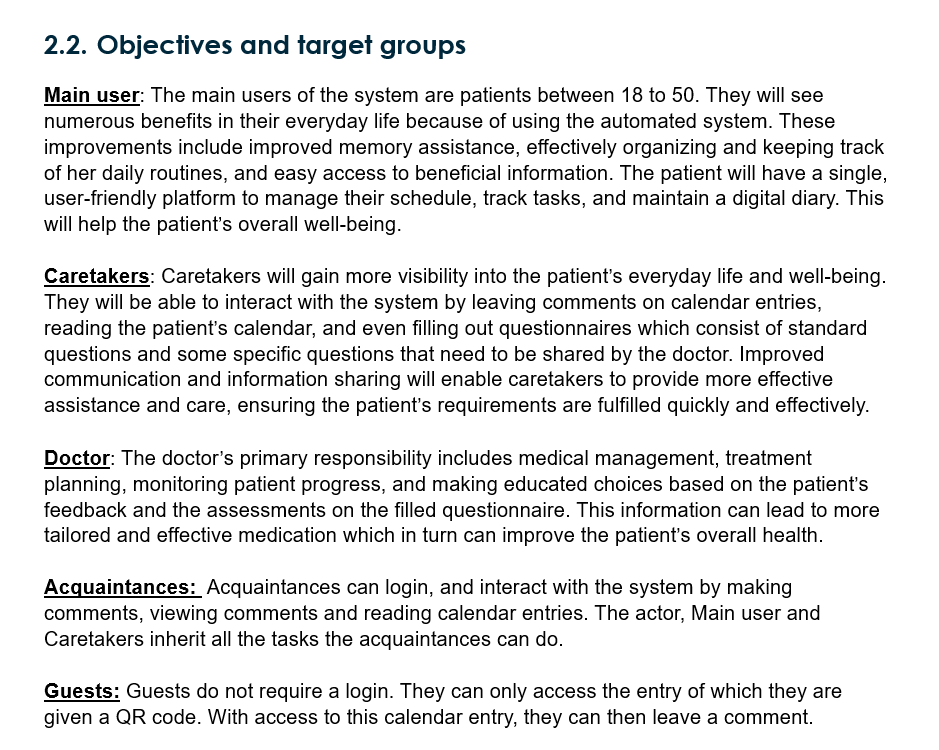 2.2. Objectives and target groups
Main user: The main users of the system are patients between 18 to 50. They will see
numerous benefits in their everyday life because of using the automated system. These
improvements include improved memory assistance, effectively organizing and keeping track
of her daily routines, and easy access to beneficial information. The patient will have a single,
user-friendly platform to manage their schedule, track tasks, and maintain a digital diary. This
will help the patient’s overall well-being.
Caretakers: Caretakers will gain more visibility into the patient’s everyday life and well-being.
They will be able to interact with the system by leaving comments on calendar entries,
reading the patient’s calendar, and even filling out questionnaires which consist of standard
questions and some specific questions that need to be shared by the doctor. Improved
communication and information sharing will enable caretakers to provide more effective
assistance and care, ensuring the patient’s requirements are fulfilled quickly and effectively.
Doctor: The doctor’s primary responsibility includes medical management, treatment
planning, monitoring patient progress, and making educated choices based on the patient’s
feedback and the assessments on the filled questionnaire. This information can lead to more
tailored and effective medication which in turn can improve the patient’s overall health.
Acquaintances: Acquaintances can login, and interact with the system by making
comments, viewing comments and reading calendar entries. The actor, Main user and
Caretakers inherit all the tasks the acquaintances can do.
Guests: Guests do not require a login. They can only access the entry of which they are
given a QR code. With access to this calendar entry, they can then leave a comment.